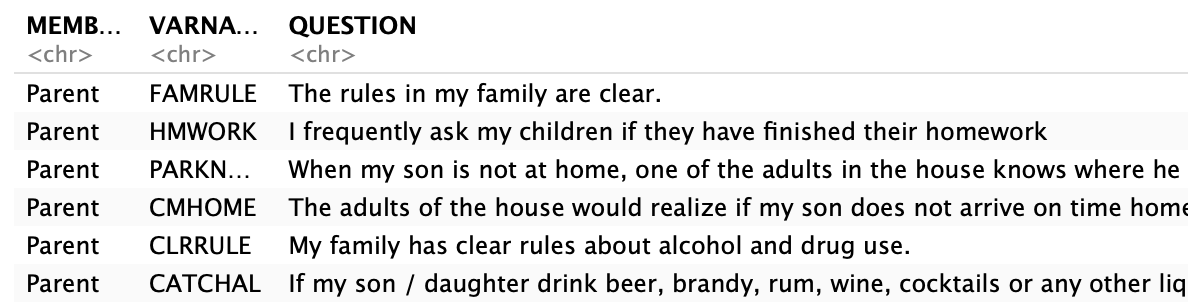 MEMB… VARNA… QUESTION
<chr> <chr> <chr>
Parent FAMRULE The rules in my family are clear.
Parent HMWORK I frequently ask my children if they have finished their homework
Parent PARKN… When my son is not at home, one of the adults in the house knows where he
Parent CMHOME The adults of the house would realize if my son does not arrive on time home
Parent CLRRULE My family has clear rules about alcohol and drug use.
Parent CATCHAL If my son / daughter drink beer, brandy, rum, wine, cocktails or any other liq